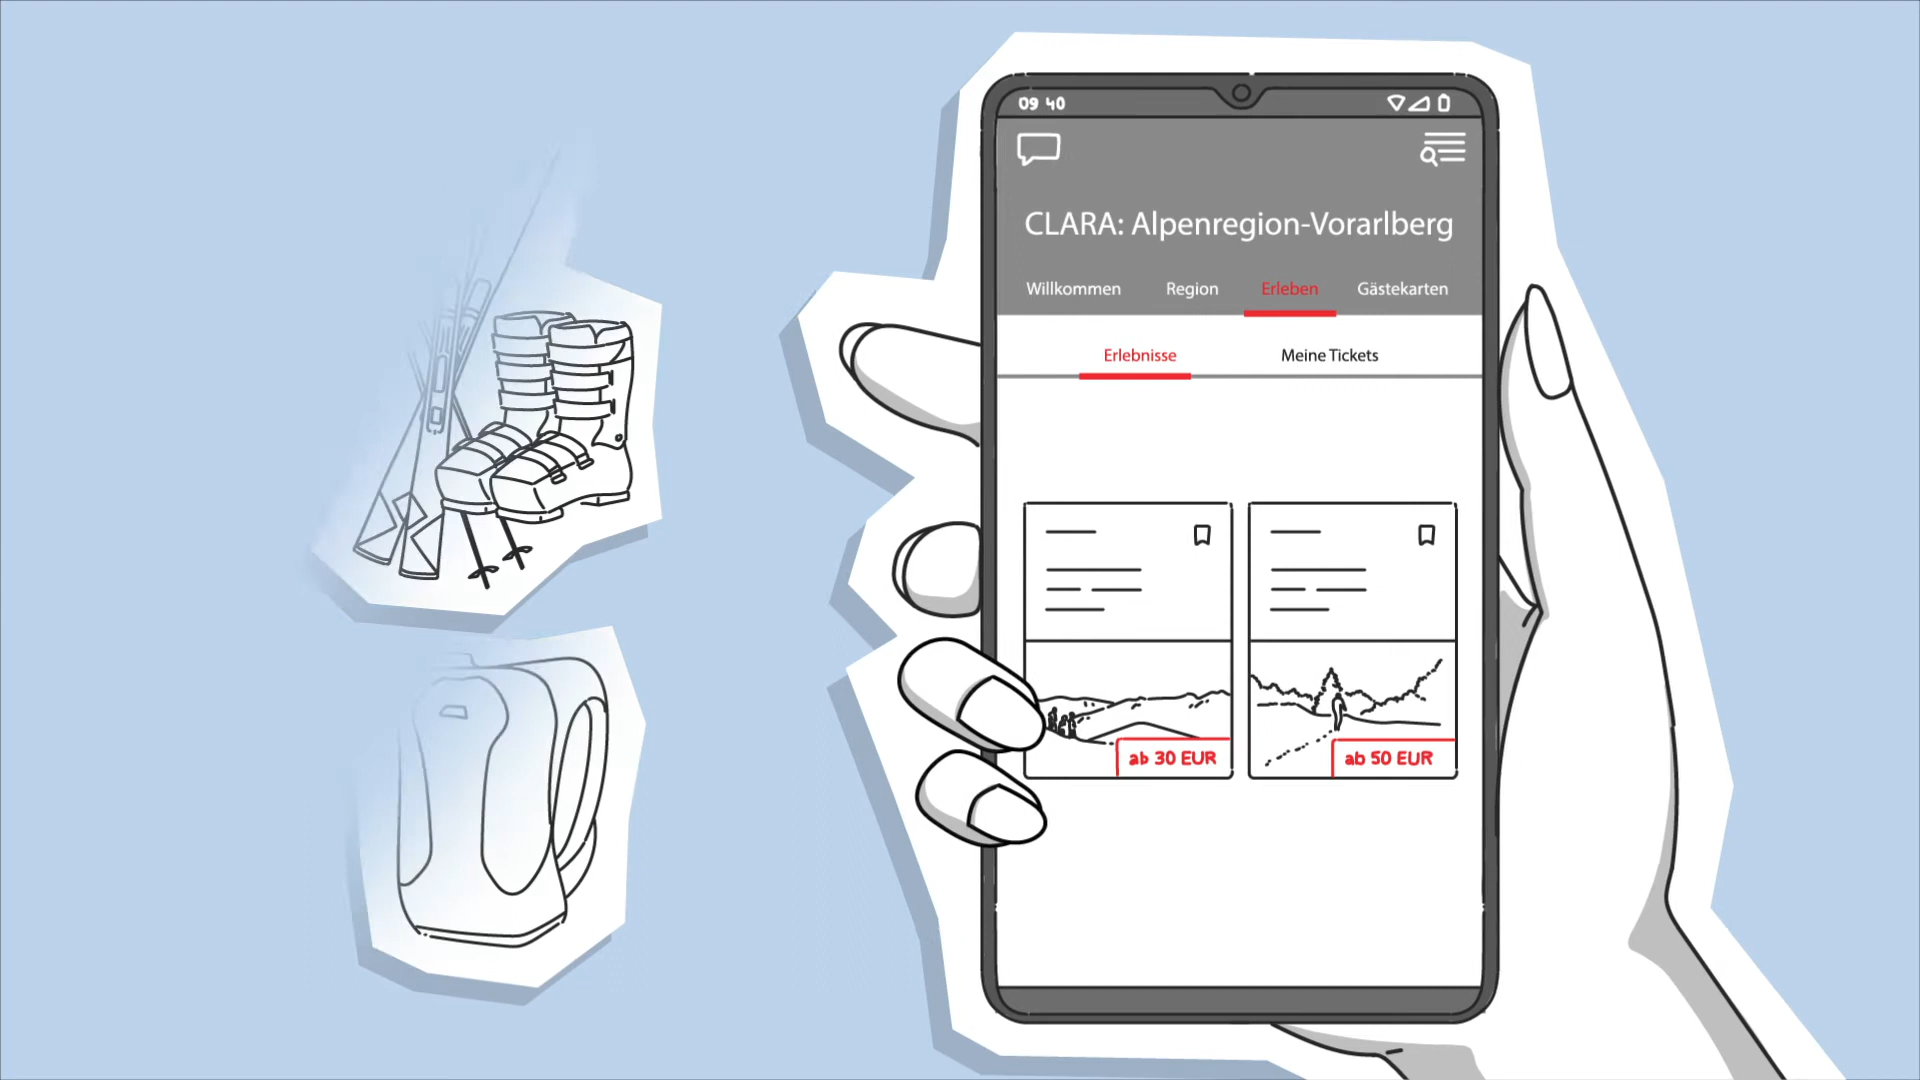 09 40
CLARA: Alpenregion-Vorarlberg
Willkommen Region Erleben Gästekarten
Erlebnisse Meine Tickets
ab 30 EUR ab 50 EUR